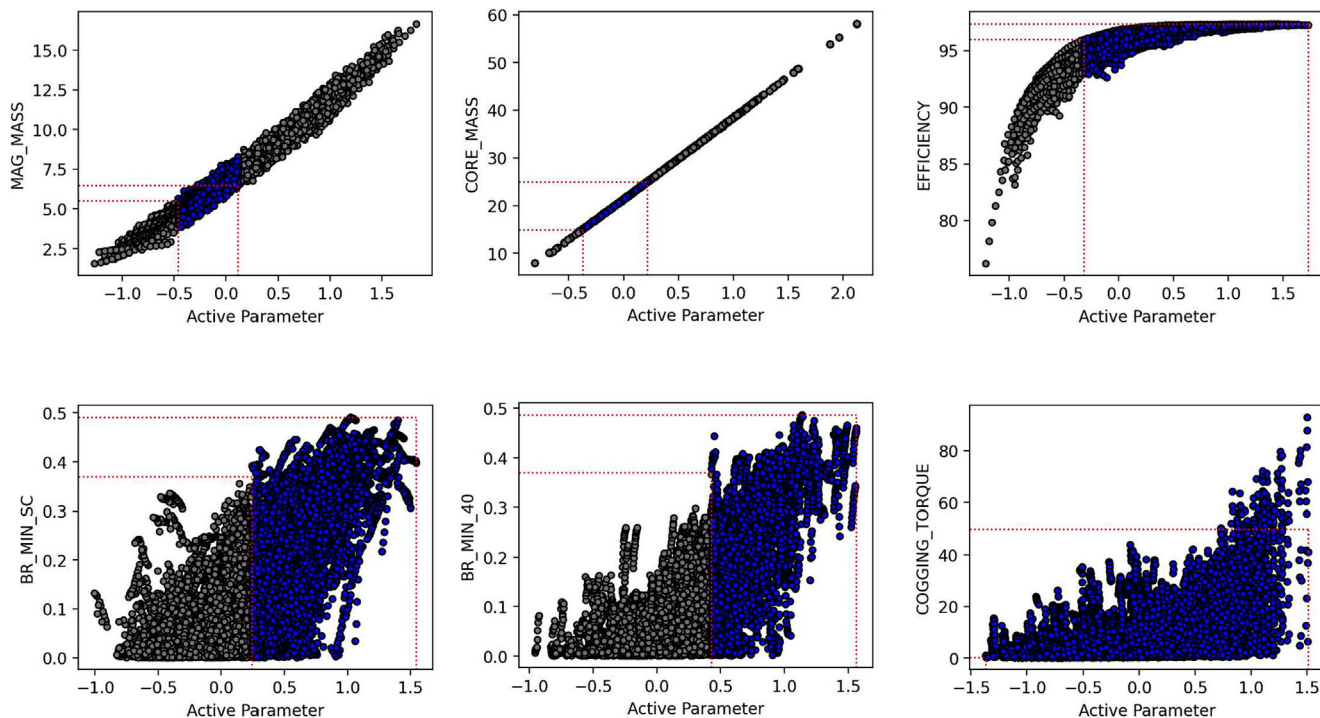 MAG_MASS
15.0
12.5
10.0
7.5
5.0
2.5
−1.0 −0.5 0.0 0.5 1.0 1.5
Active Parameter
CORE_MASS
60
50
40
30
20
10
−0.5 0.0 0.5 1.0 1.5 2.0
Active Parameter
EFFICIENCY
95
90
85
80
−1.0 −0.5 0.0 0.5 1.0 1.5
Active Parameter
BR_MIN_SC
0.5
0.4
0.3
0.2
0.1
0.0
−1.0 −0.5 0.0 0.5 1.0 1.5
Active Parameter
BR_MIN_40
0.5
0.4
0.3
0.2
0.1
0.0
−1.0 −0.5 0.0 0.5 1.0 1.5
Active Parameter
COGGING_TORQUE
80
60
40
20
0
−1.5 −1.0 −0.5 0.0 0.5 1.0 1.5
Active Parameter